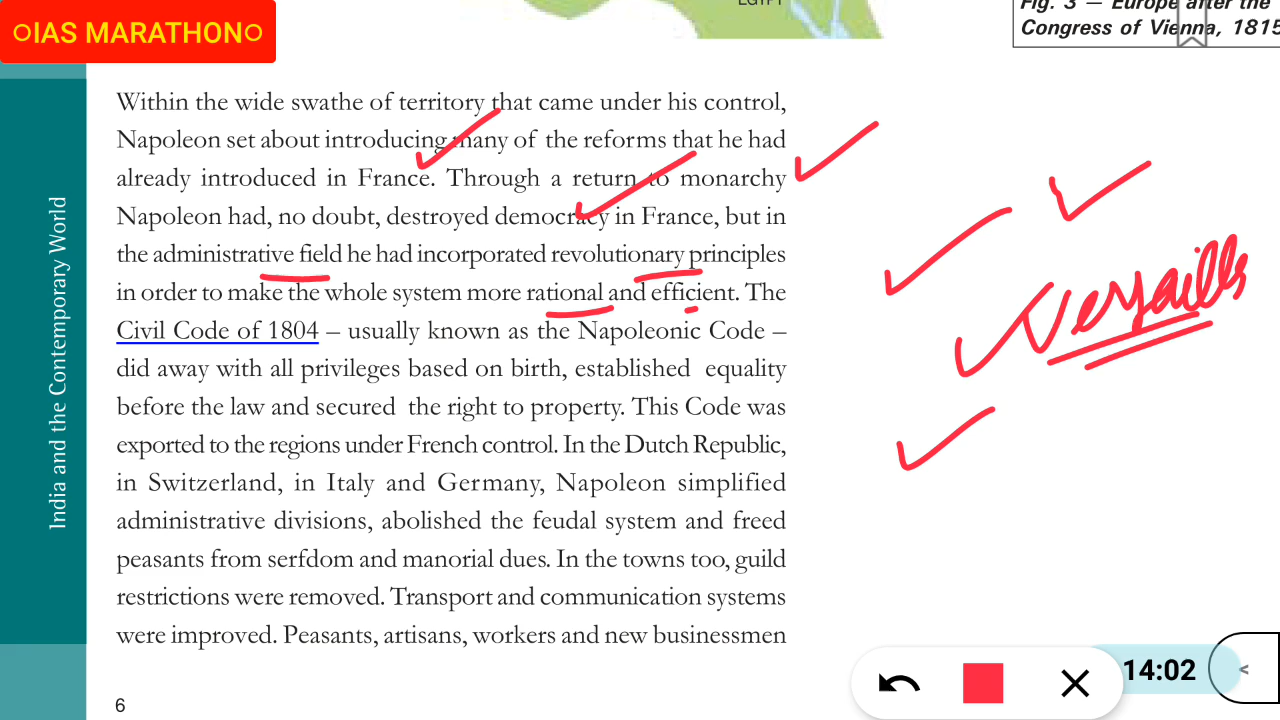 EGYPT
Fig. 3 — Europe after the
Congress of Vienna, 1815
○IAS MARATHON○
Within the wide swathe of territory that came under his control,
Napoleon set about introducing many of the reforms that he had
already introduced in France. Through a return to monarchy
Napoleon had, no doubt, destroyed democracy in France, but in
the administrative field he had incorporated revolutionary principles
in order to make the whole system more rational and efficient. The
Civil Code of 1804 – usually known as the Napoleonic Code –
did away with all privileges based on birth, established equality
before the law and secured the right to property. This Code was
exported to the regions under French control. In the Dutch Republic,
in Switzerland, in Italy and Germany, Napoleon simplified
administrative divisions, abolished the feudal system and freed
peasants from serfdom and manorial dues. In the towns too, guild
restrictions were removed. Transport and communication systems
were improved. Peasants, artisans, workers and new businessmen
6
India and the Contemporary World
Versailles
14:02
<